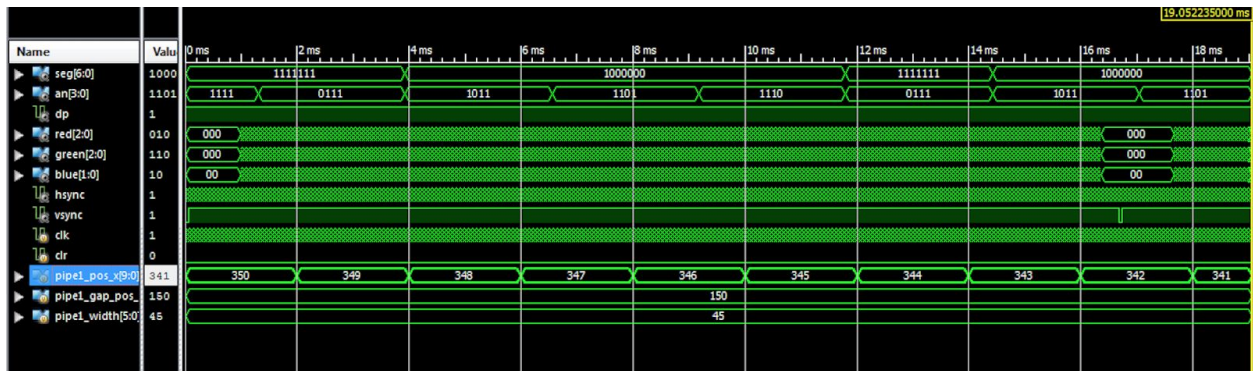 19.052235000 ms
Name Valu 0 ms 2 ms 4 ms 6 ms 8 ms 10 ms 12 ms 14 ms 16 ms 18 ms
seg[6:0] 1000 1111111 1000000 1111111 1000000
an[3:0] 1101 1111 0111 1011 1101 1110 0111 1011 1101
dp 1
red[2:0] 010 000 000
green[2:0] 110 000 000
blue[1:0] 10 00 00
hsync 1
vsync 1
clk 1
clr 0
pipe1_pos_x[9:0] 341 350 349 348 347 346 345 344 343 342 341
pipe1_gap_pos_ 150 150
pipe1_width[5:0] 45 45